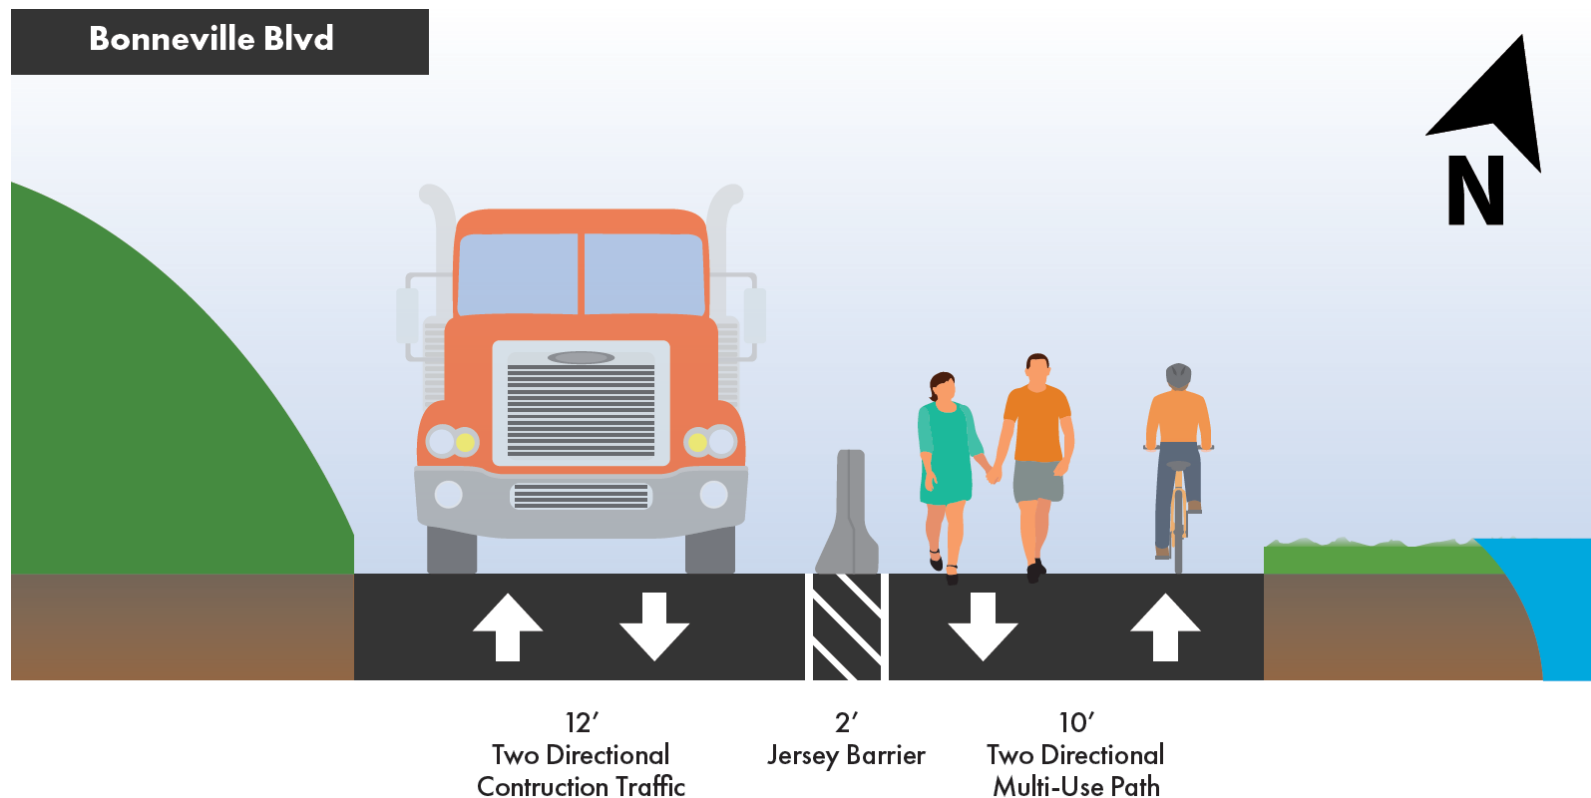 Bonneville Blvd
N
12’
Two Directional
Contruction Traffic
2’
Jersey Barrier
10’
Two Directional
Multi-Use Path